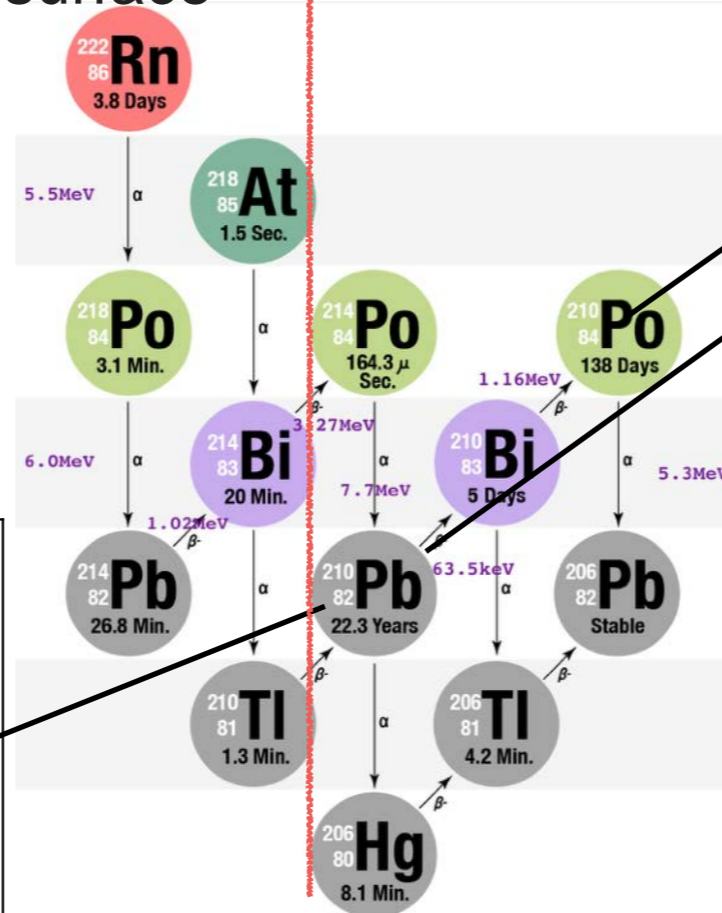 surface
222
86
Rn
3.8 Days
5.5MeV
α
218
85
At
1.5 Sec.
218
84
Po
3.1 Min.
α
214
84
Po
164.3 μ
Sec.
210
84
Po
138 Days
1.16MeV
β-
β-
3.27MeV
6.0MeV
α
214
83
Bi
20 Min.
α
7.7MeV
210
83
Bi
5 Days
α
5.3MeV
1.02MeV
β-
β-
63.5keV
214
82
Pb
26.8 Min.
α
210
82
Pb
22.3 Years
α
206
82
Pb
Stable
β-
β-
210
81
Tl
1.3 Min.
α
206
81
Tl
4.2 Min.
β-
206
80
Hg
8.1 Min.